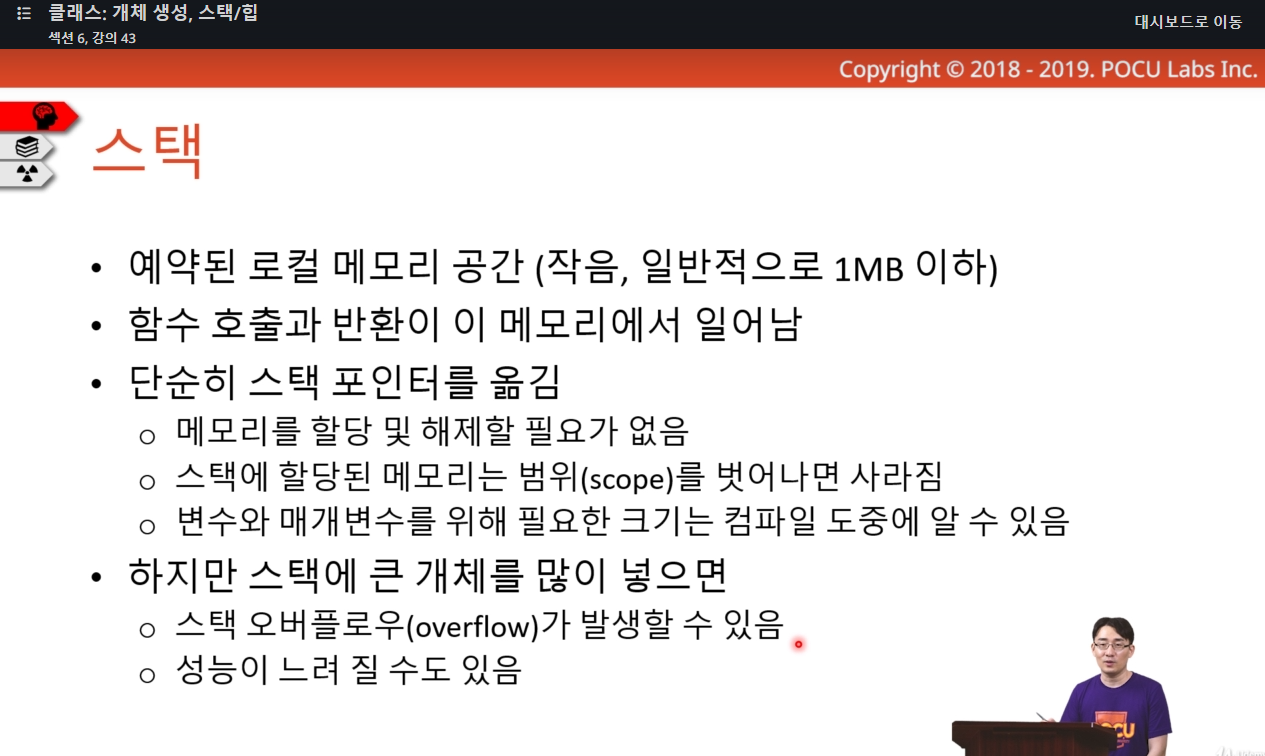 클래스: 개체 생성, 스택/힙
섹션 6, 강의 43
대시보드로 이동
Copyright © 2018 - 2019. POCU Labs Inc.
스택
• 예약된 로컬 메모리 공간 (작음, 일반적으로 1MB 이하)
• 함수 호출과 반환이 이 메모리에서 일어남
• 단순히 스택 포인터를 옮김
o 메모리를 할당 및 해제할 필요가 없음
o 스택에 할당된 메모리는 범위(scope)를 벗어나면 사라짐
o 변수와 매개변수를 위해 필요한 크기는 컴파일 도중에 알 수 있음
• 하지만 스택에 큰 개체를 많이 넣으면
o 스택 오버플로우(overflow)가 발생할 수 있음
o 성능이 느려 질 수도 있음